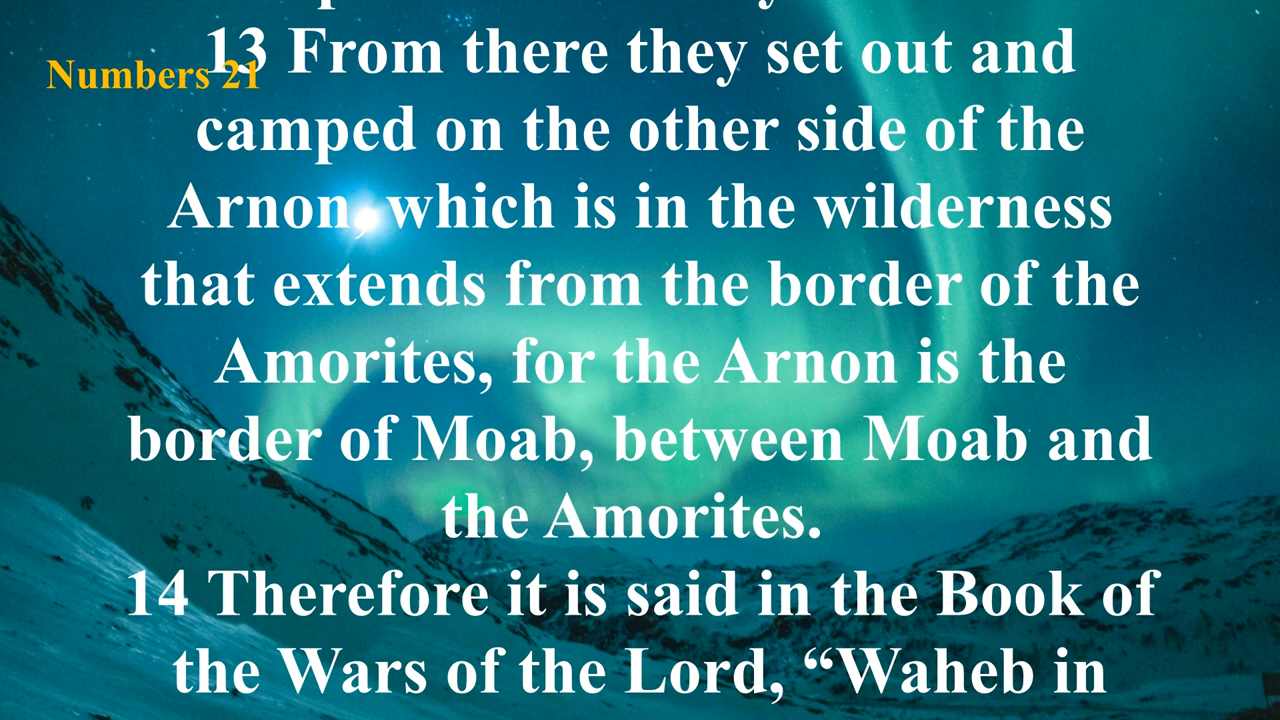 13 From there they set out and
Numbers 21
camped on the other side of the
Arnon, which is in the wilderness
that extends from the border of the
Amorites, for the Arnon is the
border of Moab, between Moab and
the Amorites.
14 Therefore it is said in the Book of
the Wars of the Lord, “Waheb in